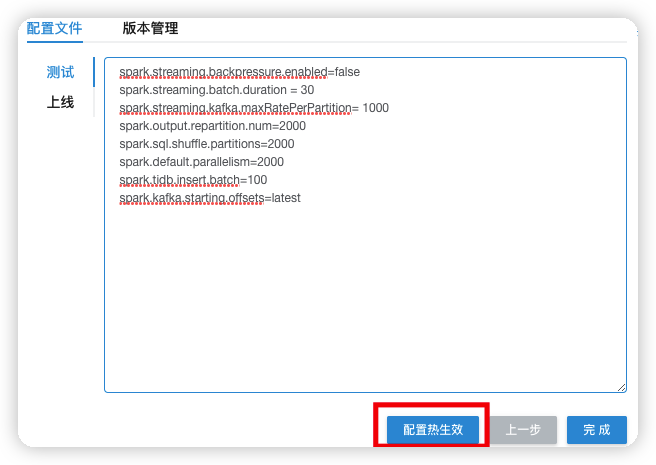 配置文件 版本管理
测试
上线
spark.streaming.backpressure.enabled=false
spark.streaming.batch.duration = 30
spark.streaming.kafka.maxRatePerPartition= 1000
spark.output.repartition.num=2000
spark.sql.shuffle.partitions=2000
spark.default.parallelism=2000
spark.tidb.insert.batch=100
spark.kafka.starting.offsets=latest
配置热生效 上一步 完 成